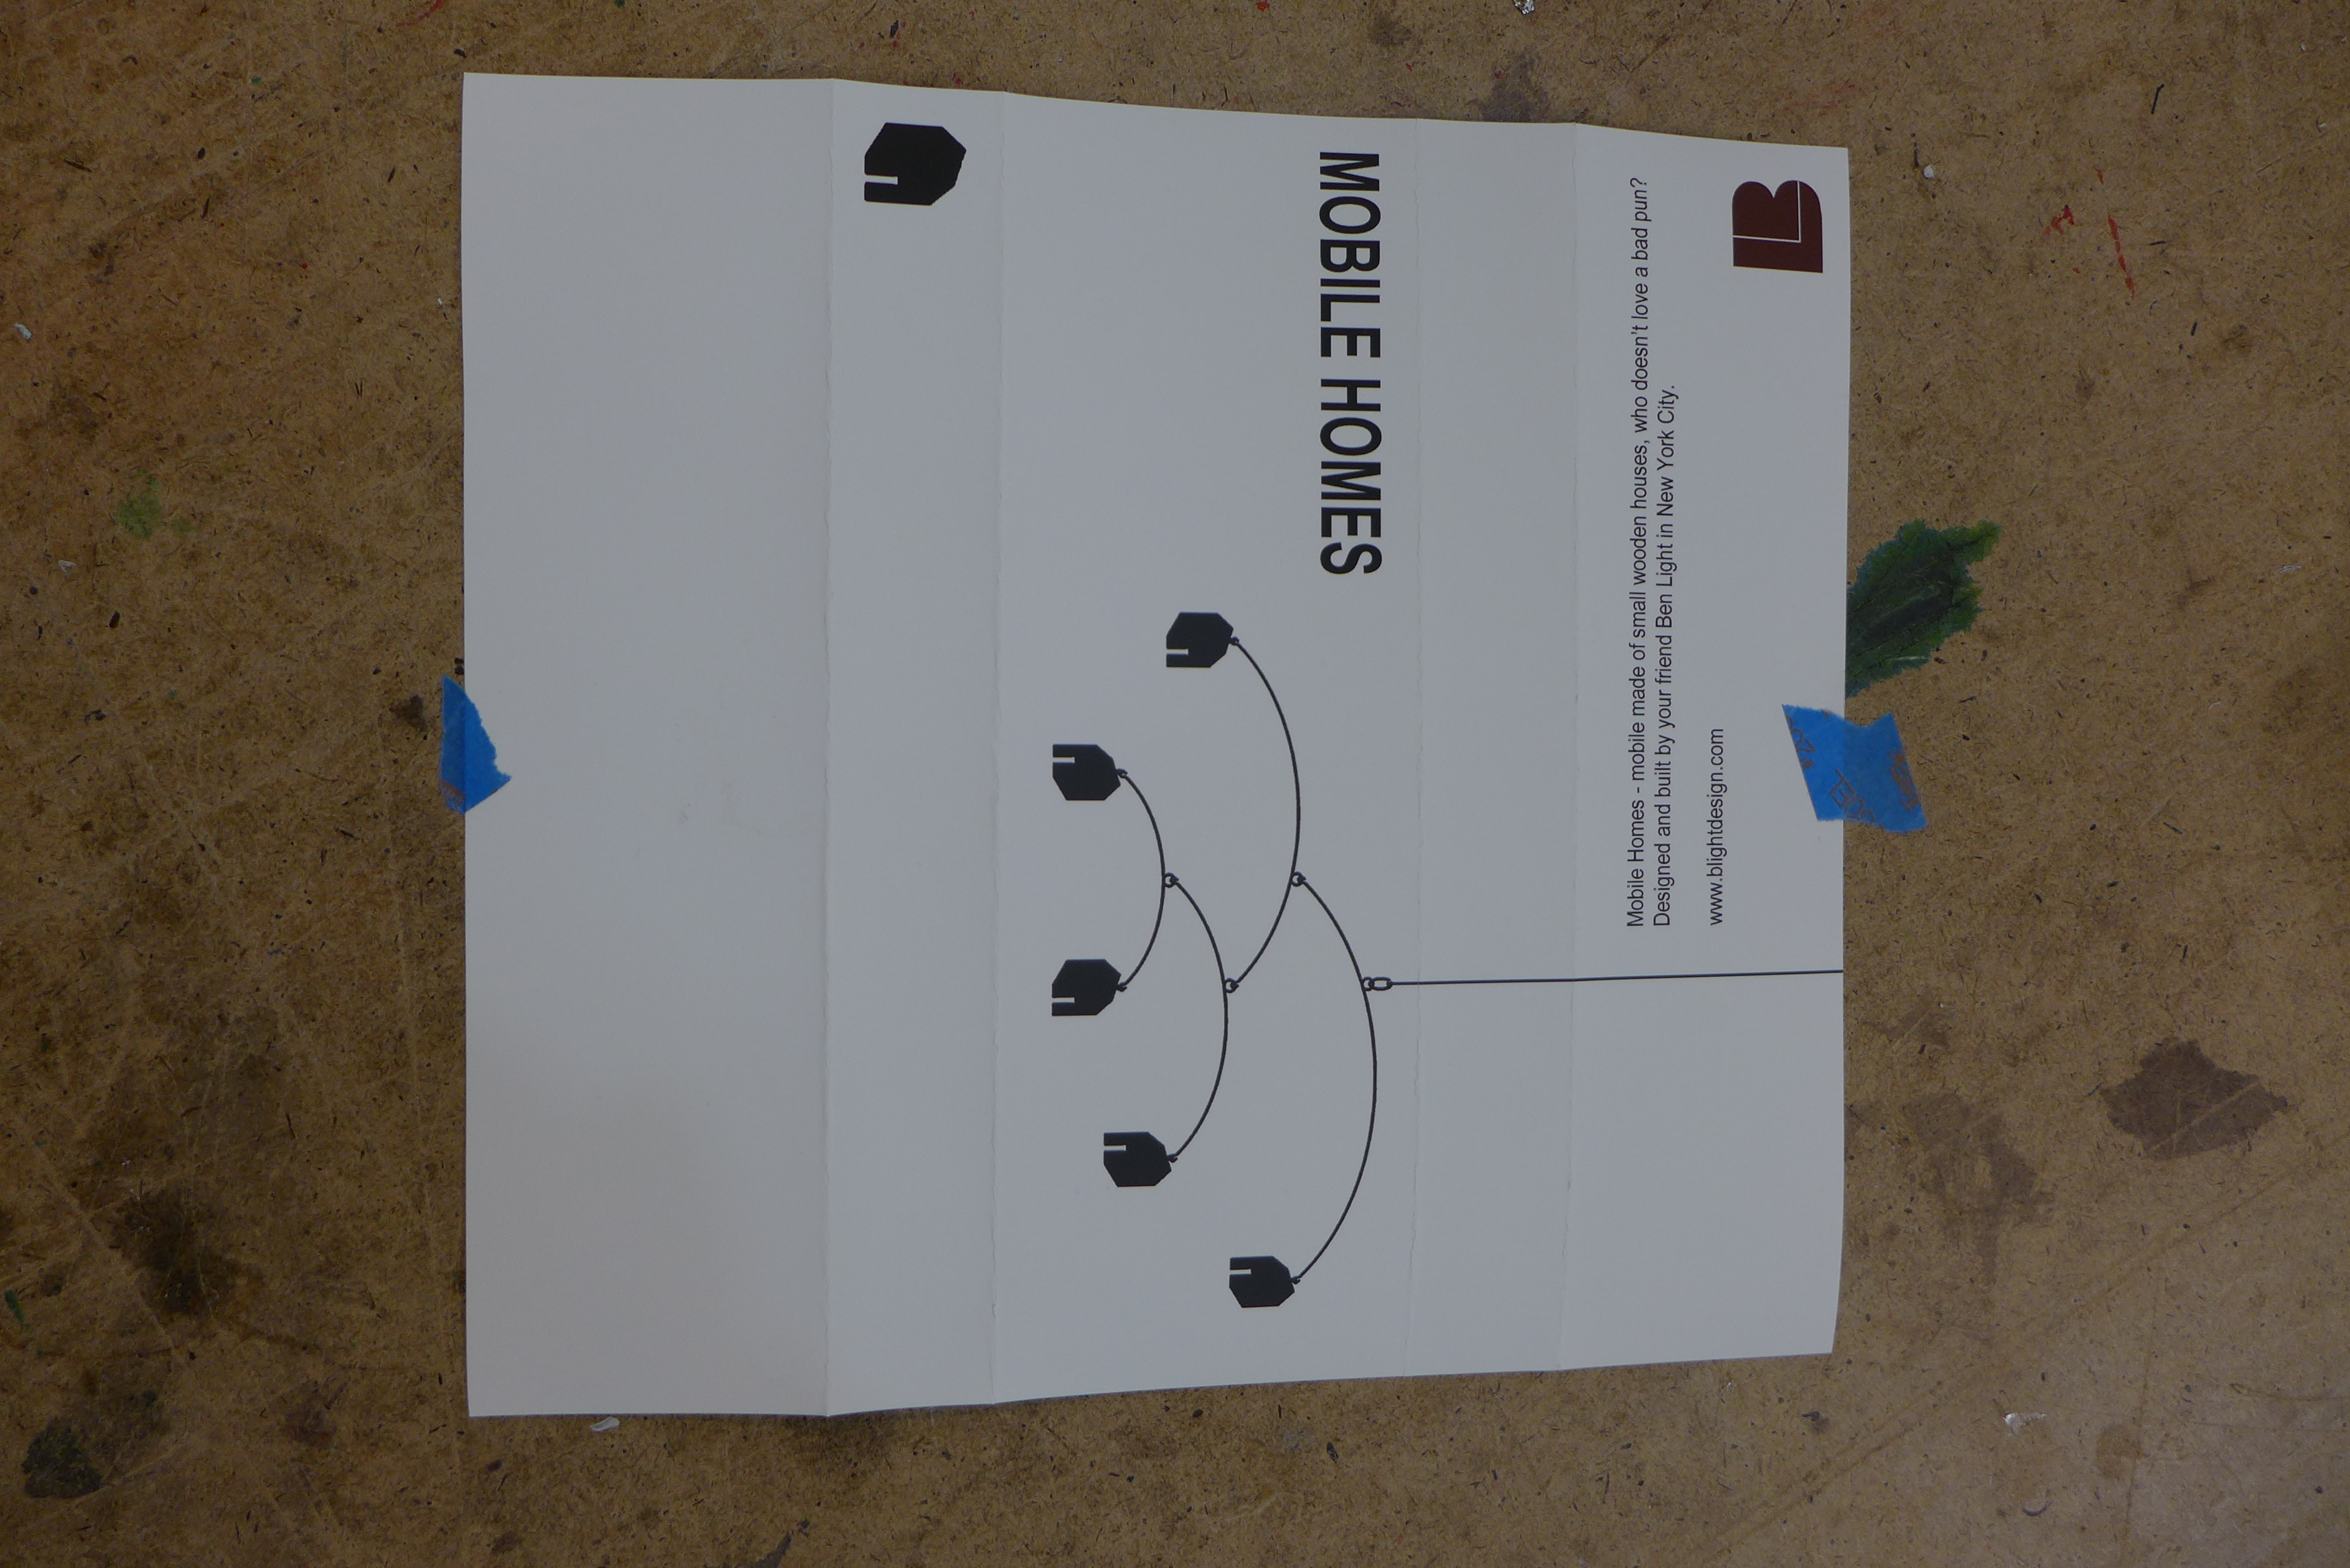 MOBILE HOMES
Mobile Homes - mobile made of small wooden houses, who doesn't love a bad pun?
Designed and built by your friend Ben Light in New York City.
www.blightdesign.com